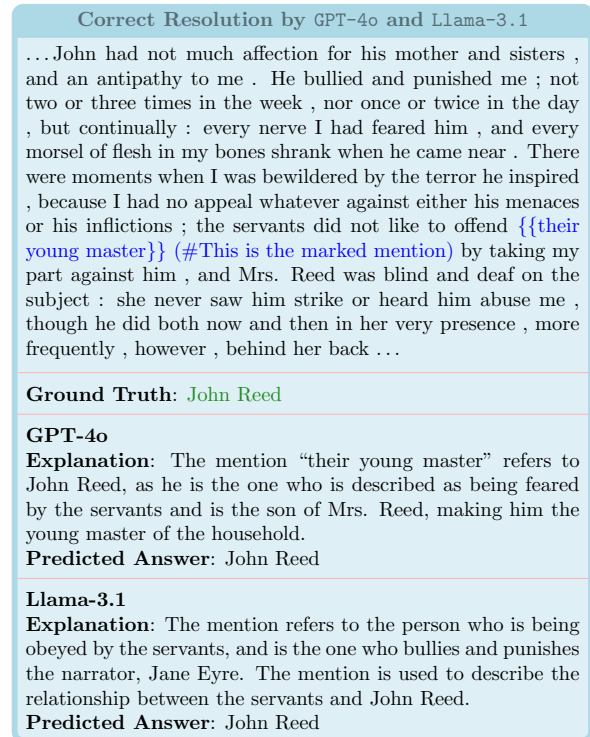 Correct Resolution by GPT-4o and Llama-3.1
...John had not much affection for his mother and sisters ,
and an antipathy to me . He bullied and punished me ; not
two or three times in the week , nor once or twice in the day
, but continually : every nerve I had feared him , and every
morsel of flesh in my bones shrank when he came near . There
were moments when I was bewildered by the terror he inspired
, because I had no appeal whatever against either his menaces
or his inflictions ; the servants did not like to offend {{their
young master}} (#This is the marked mention) by taking my
part against him , and Mrs. Reed was blind and deaf on the
subject : she never saw him strike or heard him abuse me ,
though he did both now and then in her very presence , more
frequently , however , behind her back ...
Ground Truth: John Reed
GPT-4o
Explanation: The mention “their young master” refers to
John Reed, as he is the one who is described as being feared
by the servants and is the son of Mrs. Reed, making him the
young master of the household.
Predicted Answer: John Reed
Llama-3.1
Explanation: The mention refers to the person who is being
obeyed by the servants, and is the one who bullies and punishes
the narrator, Jane Eyre. The mention is used to describe the
relationship between the servants and John Reed.
Predicted Answer: John Reed